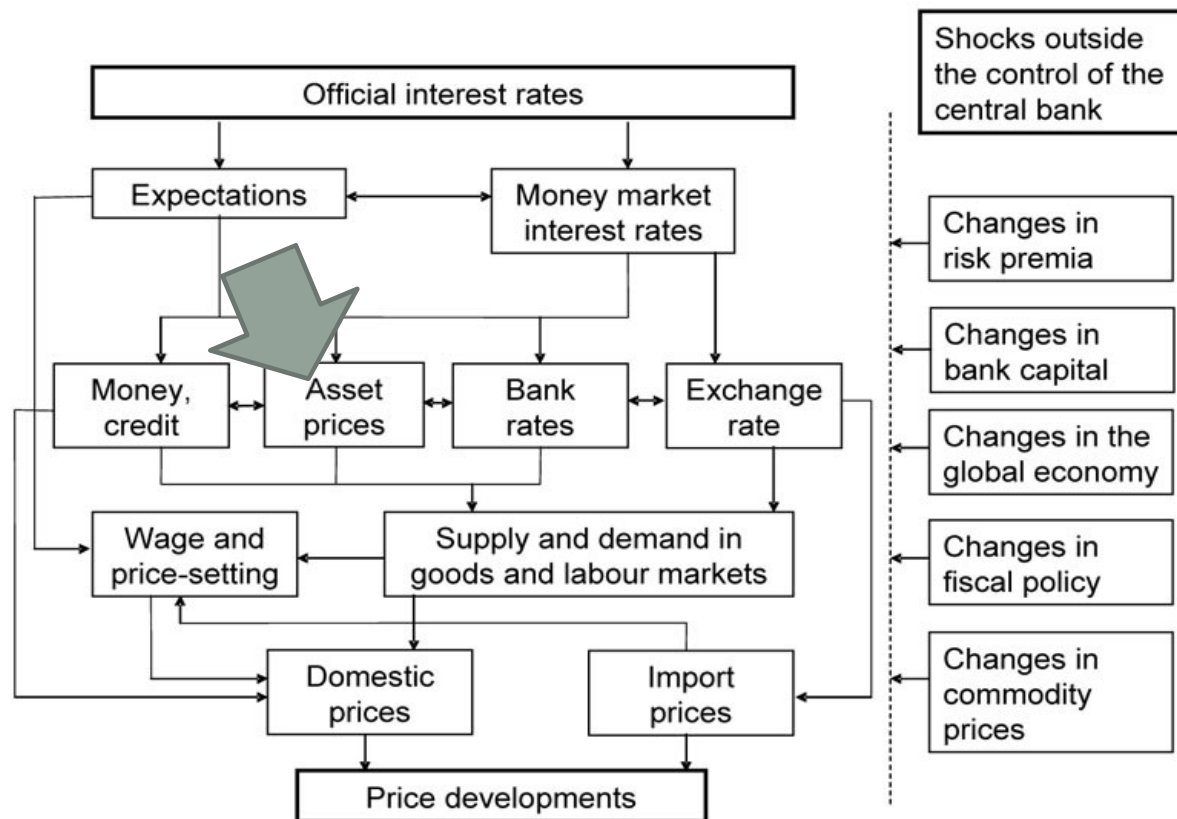 Official interest rates
Expectations
Money market
interest rates
Money,
credit
Asset
prices
Bank
rates
Exchange
rate
Wage and
price-setting
Supply and demand in
goods and labour markets
Domestic
prices
Import
prices
Price developments
Shocks outside
the control of the
central bank
Changes in
risk premia
Changes in
bank capital
Changes in the
global economy
Changes in
fiscal policy
Changes in
commodity
prices